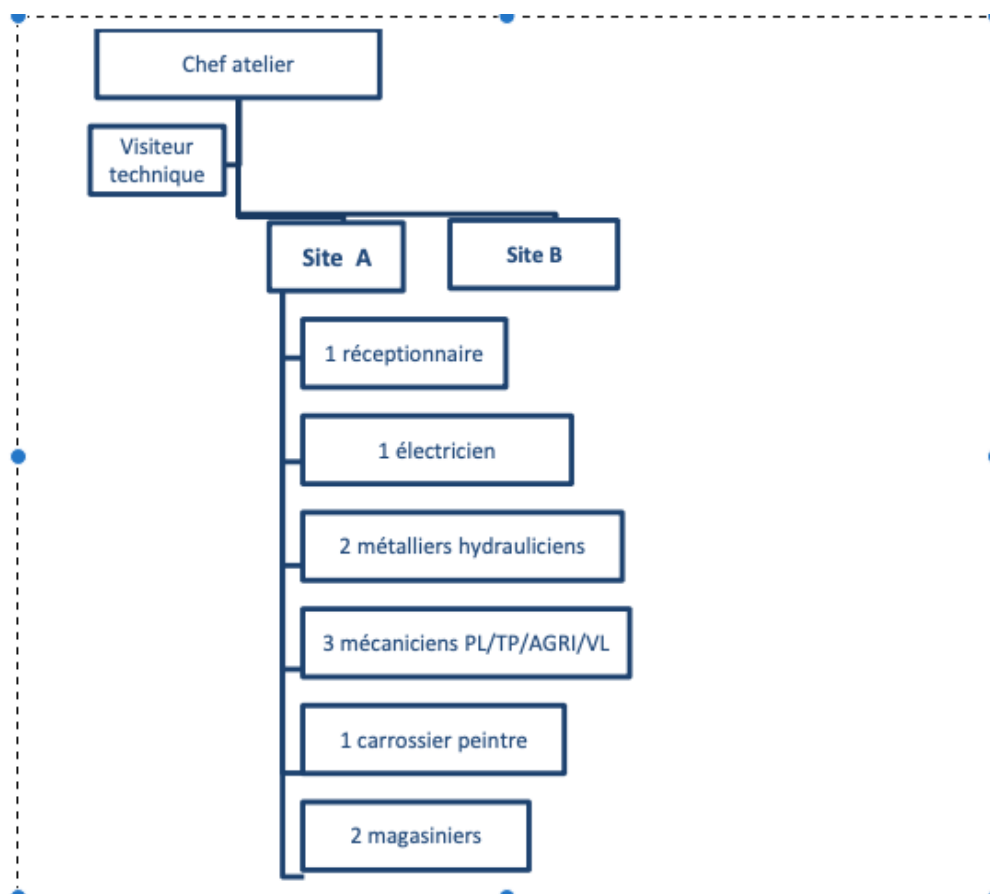 Chef atelier
Visiteur
technique
Site A
Site B
1 réceptionnaire
1 électricien
2 métalliers hydrauliciens
3 mécaniciens PL/TP/AGRI/VL
1 carrossier peintre
2 magasiniers